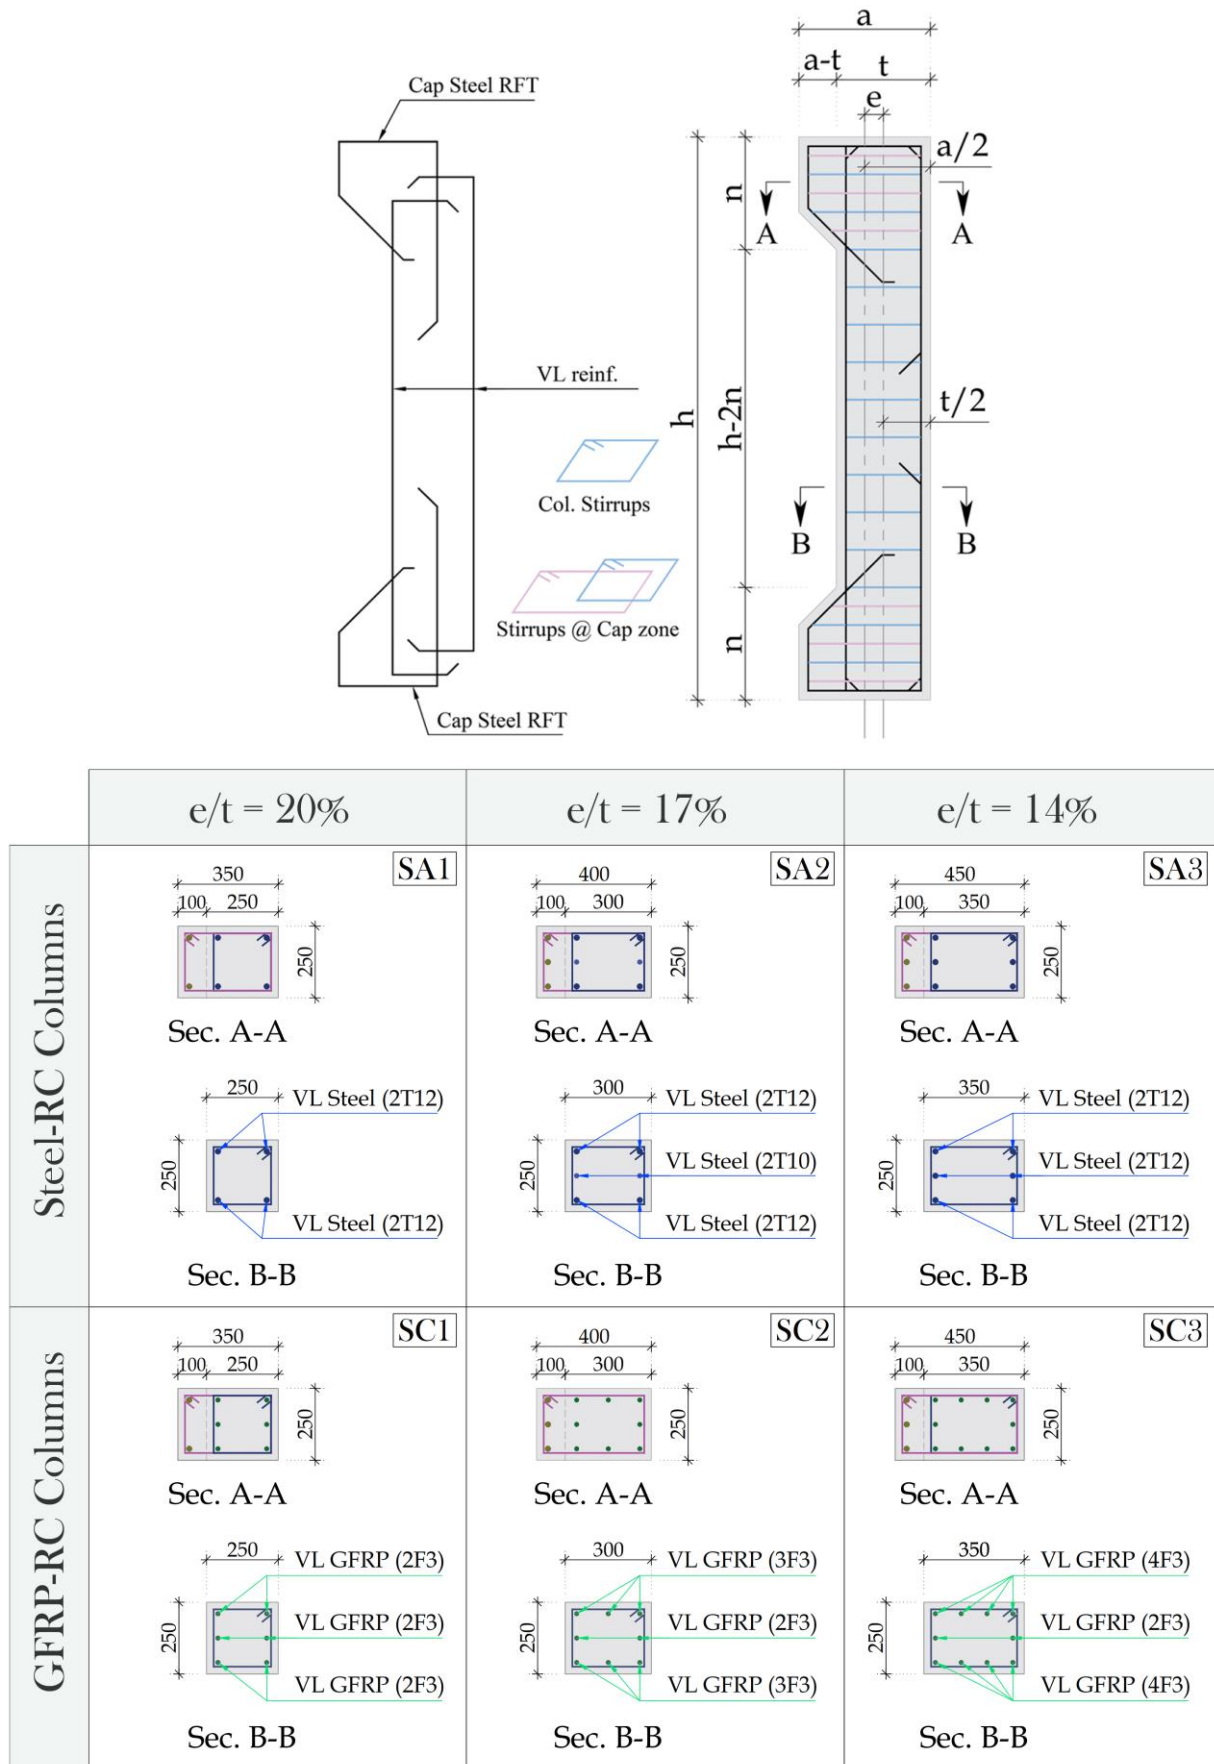 a
a-t
t
e
a/2
Cap Steel RFT
n
A
A
VL reinf.
h
h-2n
t/2
Col. Stirrups
B
B
Stirrups @ Cap zone
n
Cap Steel RFT
e/t = 20%
e/t = 17%
e/t = 14%
Steel-RC Columns
SA1
350
100
250
250
Sec. A-A
250
250
VL Steel (2T12)
VL Steel (2T12)
Sec. B-B
SA2
400
100
300
250
Sec. A-A
300
250
VL Steel (2T12)
VL Steel (2T10)
VL Steel (2T12)
Sec. B-B
SA3
450
100
350
250
Sec. A-A
350
250
VL Steel (2T12)
VL Steel (2T12)
VL Steel (2T12)
Sec. B-B
GFRP-RC Columns
SC1
350
100
250
250
Sec. A-A
250
250
VL GFRP (2F3)
VL GFRP (2F3)
VL GFRP (2F3)
Sec. B-B
SC2
400
100
300
250
Sec. A-A
300
250
VL GFRP (3F3)
VL GFRP (2F3)
VL GFRP (3F3)
Sec. B-B
SC3
450
100
350
250
Sec. A-A
350
250
VL GFRP (4F3)
VL GFRP (2F3)
VL GFRP (4F3)
Sec. B-B